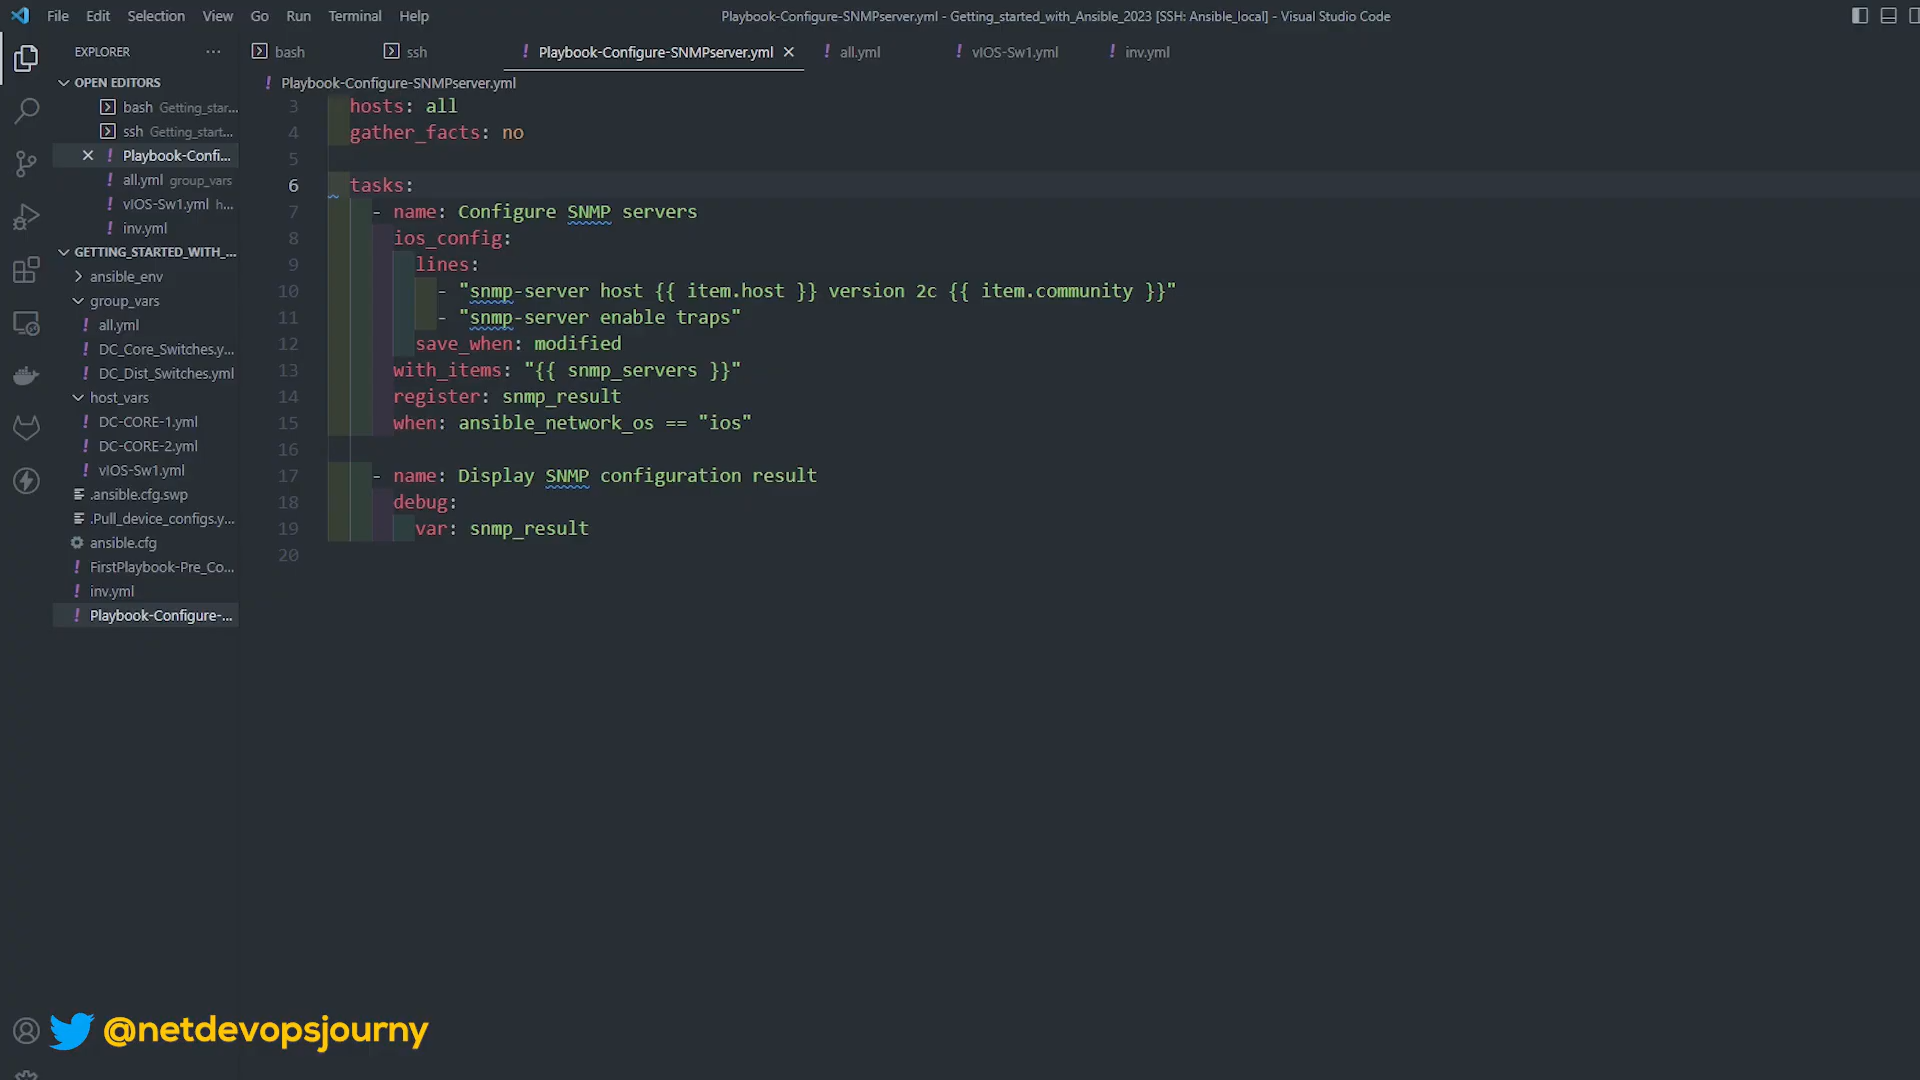 File Edit Selection View Go Run Terminal Help
Playbook-Configure-SNMPserver.yml - Getting_started_with_Ansible_2023 [SSH: Ansible_local] - Visual Studio Code
EXPLORER ...
OPEN EDITORS
bash Getting_star...
ssh Getting_start...
Playbook-Confi...
all.yml group_vars
vIOS-Sw1.yml h...
inv.yml
GETTING_STARTED_WITH_...
ansible_env
group_vars
all.yml
DC_Core_Switches.y...
DC_Dist_Switches.yml
host_vars
DC-CORE-1.yml
DC-CORE-2.yml
vIOS-Sw1.yml
.ansible.cfg.swp
.Pull_device_configs.y...
ansible.cfg
FirstPlaybook-Pre_Co...
inv.yml
Playbook-Configure-...
bash ssh Playbook-Configure-SNMPserver.yml all.yml vIOS-Sw1.yml inv.yml
Playbook-Configure-SNMPserver.yml
3 hosts: all
4 gather_facts: no
5
6 tasks:
7 - name: Configure SNMP servers
8 ios_config:
9 lines:
10 - "snmp-server host {{ item.host }} version 2c {{ item.community }}"
11 - "snmp-server enable traps"
12 save_when: modified
13 with_items: "{{ snmp_servers }}"
14 register: snmp_result
15 when: ansible_network_os == "ios"
16
17 - name: Display SNMP configuration result
18 debug:
19 var: snmp_result
20
@netdevopsjourny